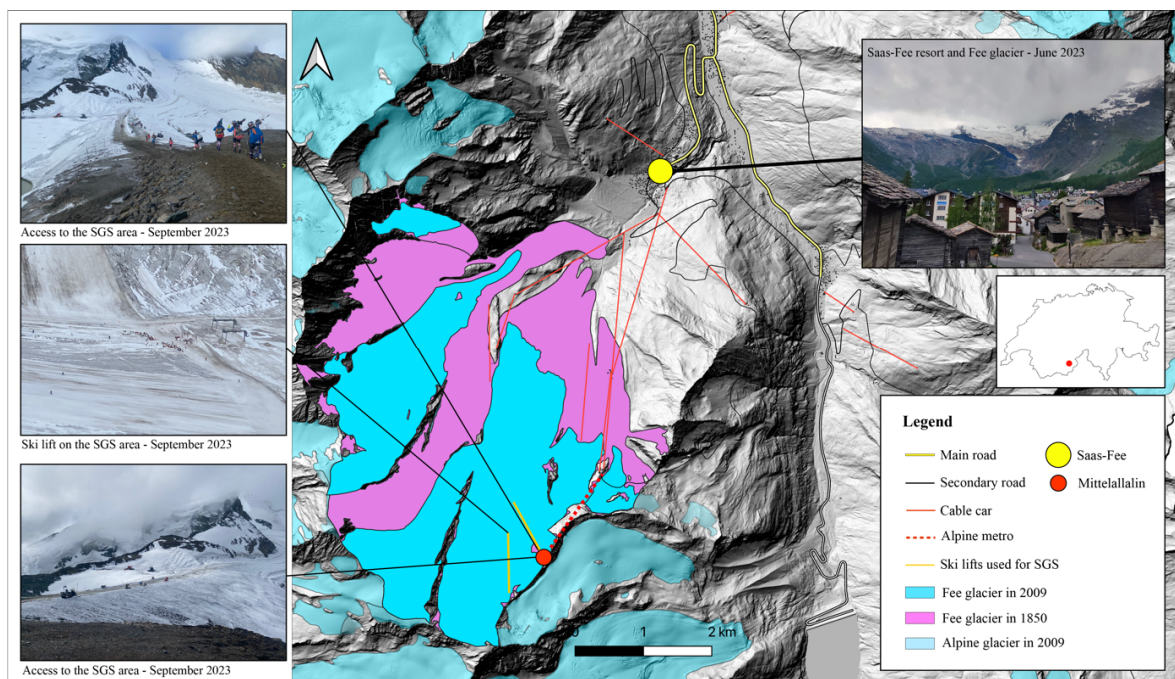 Access to the SGS area - September 2023
Ski lift on the SGS area - September 2023
Access to the SGS area - September 2023
Saas-Fee resort and Fee glacier - June 2023
0 1 2 km
Legend
Main road
Secondary road
Cable car
Alpine metro
Ski lifts used for SGS
Fee glacier in 2009
Fee glacier in 1850
Alpine glacier in 2009
Saas-Fee
Mittelallalin